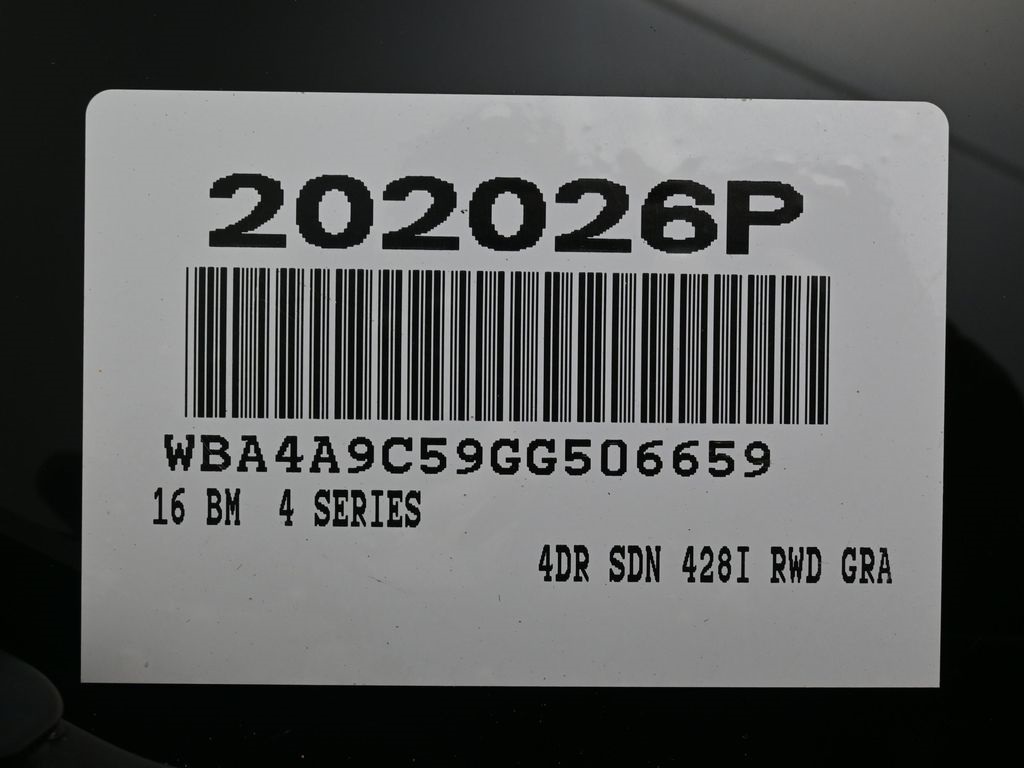 202026P
WBA4A9C59GG506659
16 BM 4 SERIES
4DR SDN 428I RWD GRA